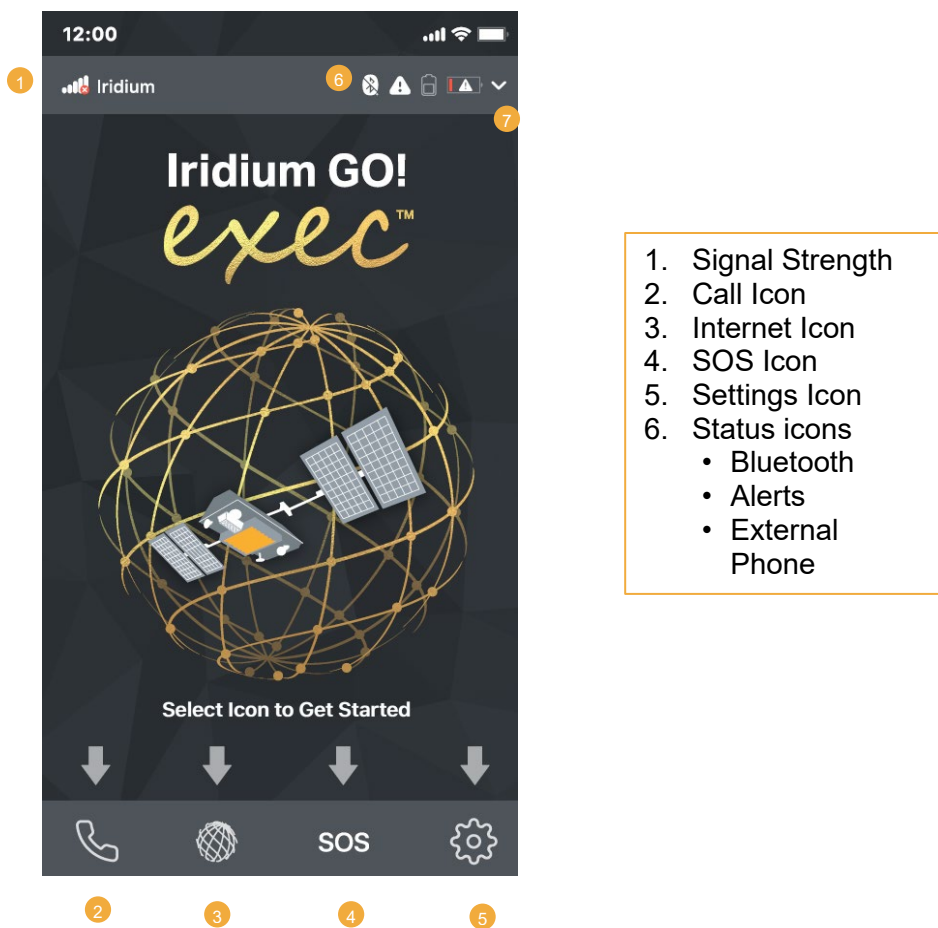 12:00
1
Iridium
6
7
Iridium GO!
exec™
Select Icon to Get Started
SOS
2
3
4
5
1. Signal Strength
2. Call Icon
3. Internet Icon
4. SOS Icon
5. Settings Icon
6. Status icons
• Bluetooth
• Alerts
• External
Phone